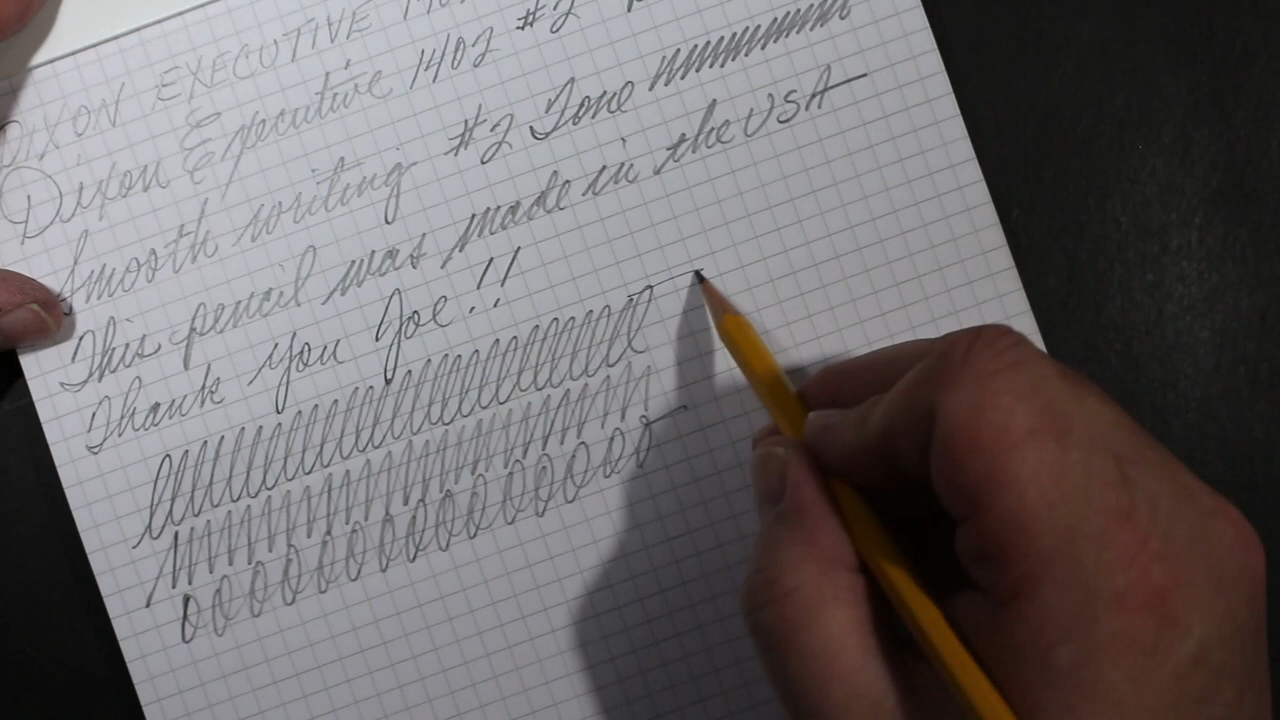 DIXON EXECUTIVE
Dixon Executive 1402 #2
Smooth writing #2 Tone
This pencil was made in the USA
Thank you Joe!!